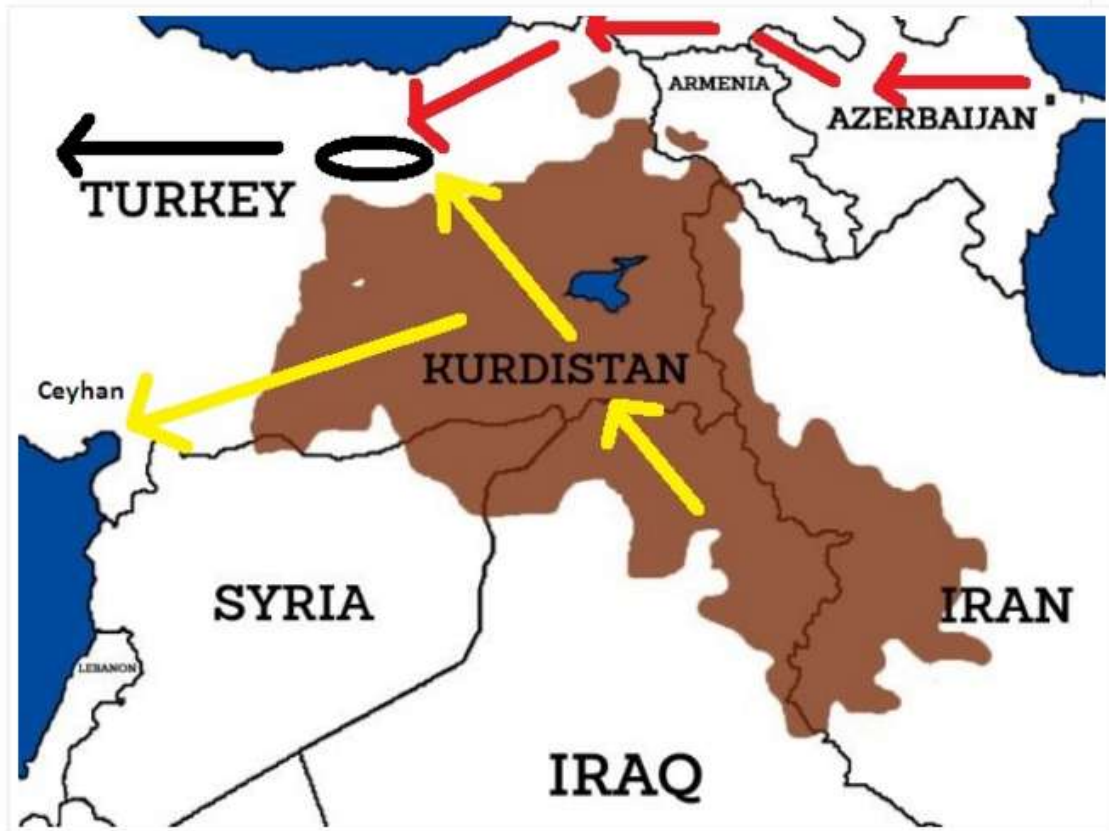 ARMENIA
AZERBAIJAN
TURKEY
KURDISTAN
Ceyhan
SYRIA
IRAN
LEBANON
IRAQ